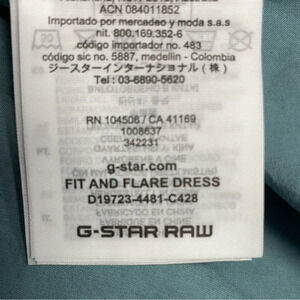 ACN 084011852
Importado por mercadeo y moda s.a.s
nit. 800.169.352-6
código importador no. 483
código sic no. 5887, medellin - Colombia
ジースターインターナショナル(株)
Tel: 03-6890-5620
RN 104506 / CA 41169
1008637
342231
g-star.com
FIT AND FLARE DRESS
D19723-4481-C428
G-STAR RAW